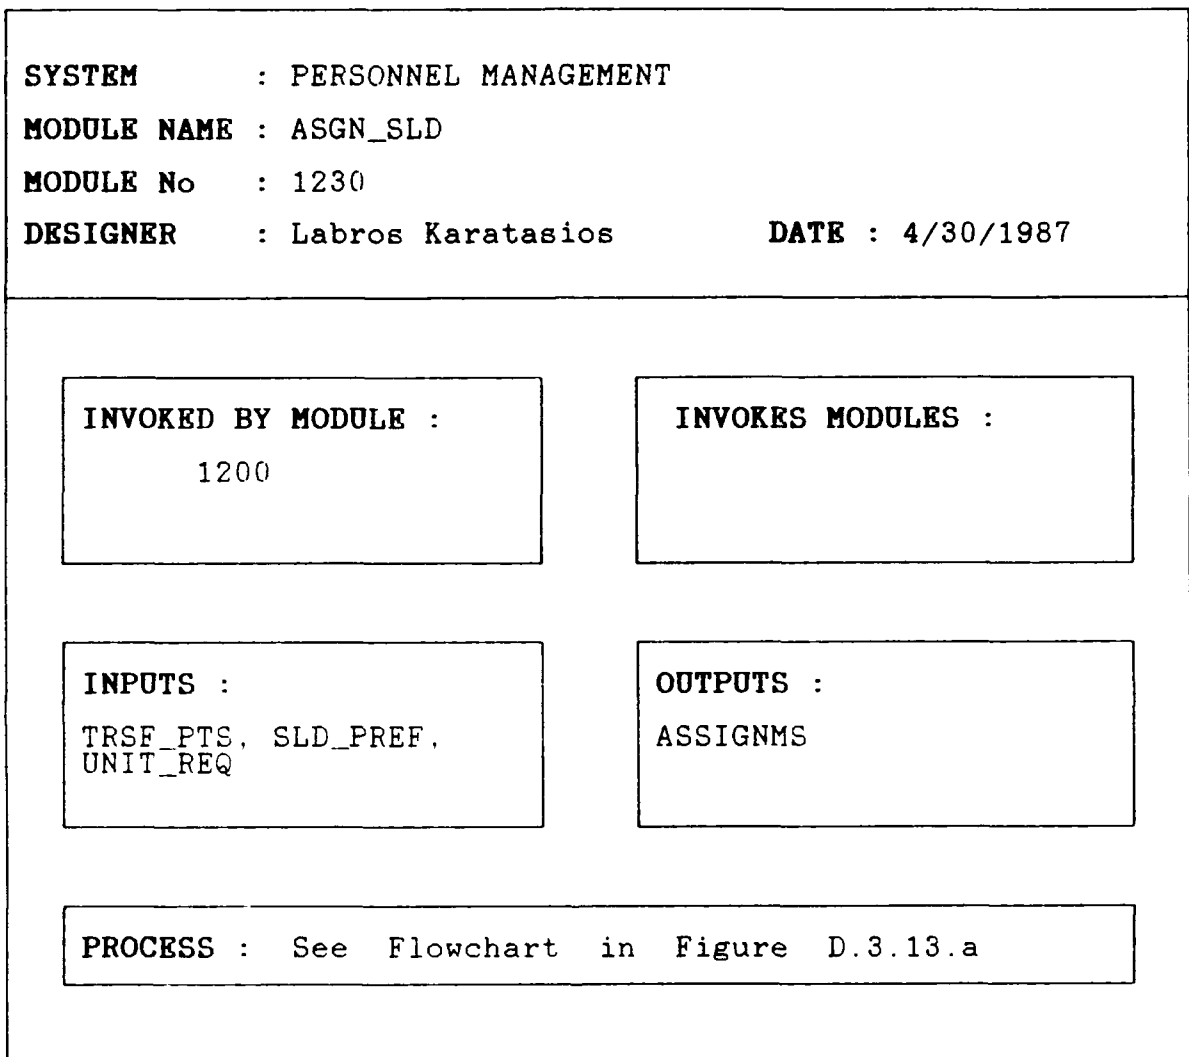 SYSTEM : PERSONNEL MANAGEMENT
MODULE NAME : ASGN_SLD
MODULE No : 1230
DESIGNER : Labros Karatasios DATE : 4/30/1987
INVOKED BY MODULE :
1200
INVOKES MODULES :
INPUTS :
TRSF_PTS, SLD_PREF,
UNIT_REQ
OUTPUTS :
ASSIGNMS
PROCESS : See Flowchart in Figure D.3.13.a